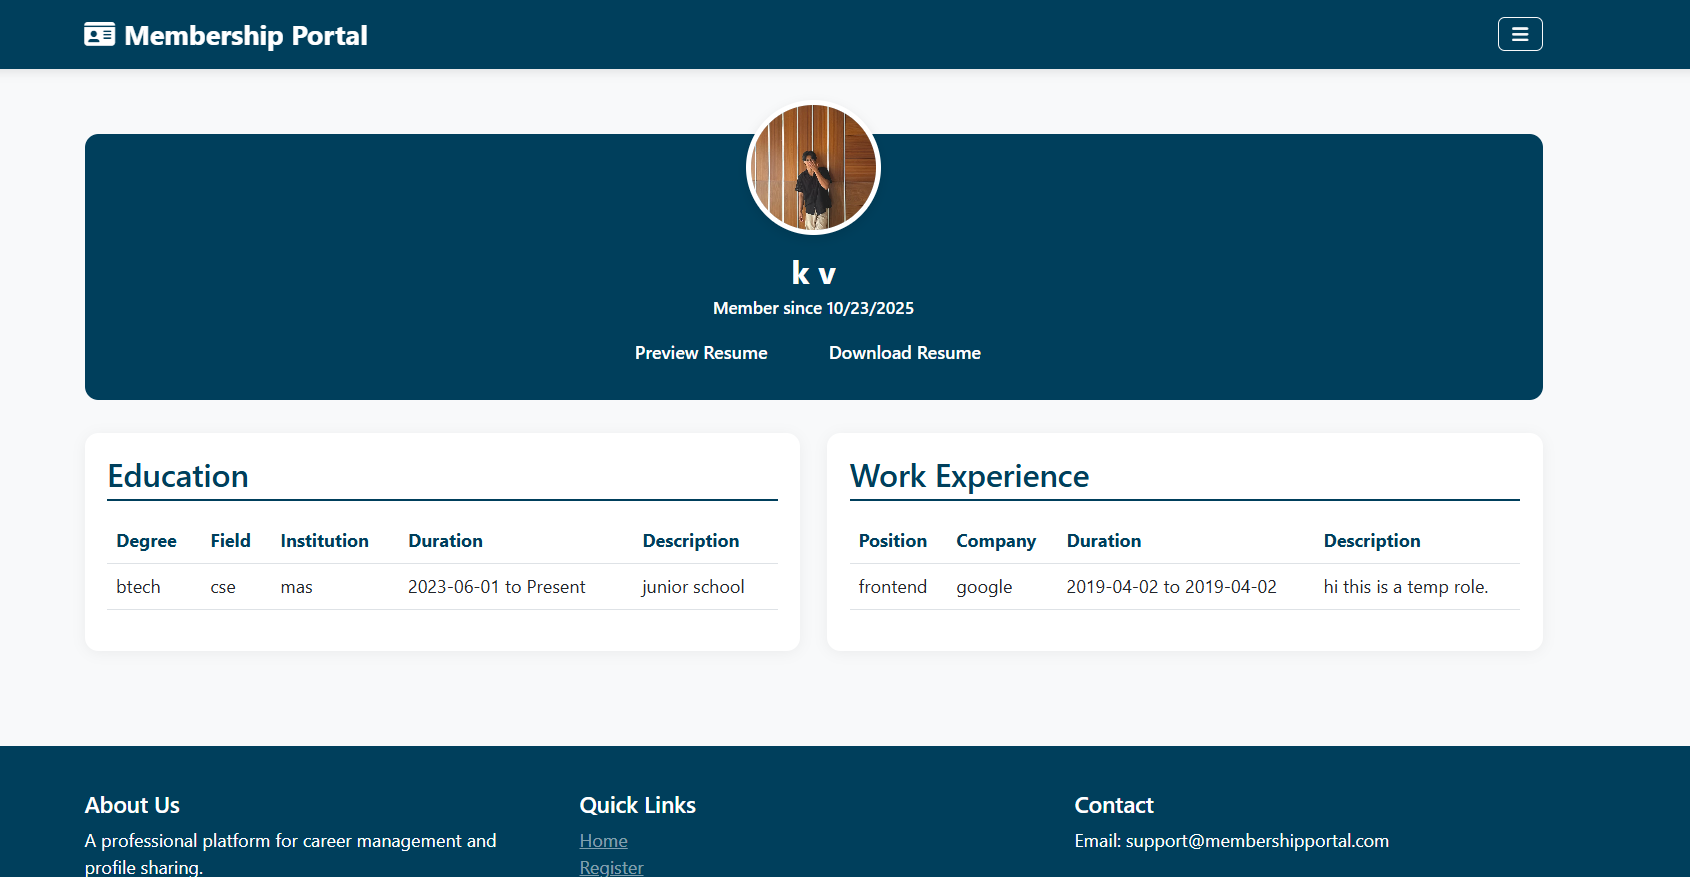 Membership Portal
k v
Member since 10/23/2025
Preview Resume Download Resume
Education
Degree Field Institution Duration Description
btech cse mas 2023-06-01 to Present junior school
Work Experience
Position Company Duration Description
frontend google 2019-04-02 to 2019-04-02 hi this is a temp role.
About Us
A professional platform for career management and
profile sharing.
Quick Links
Home
Register
Contact
Email: support@membershipportal.com